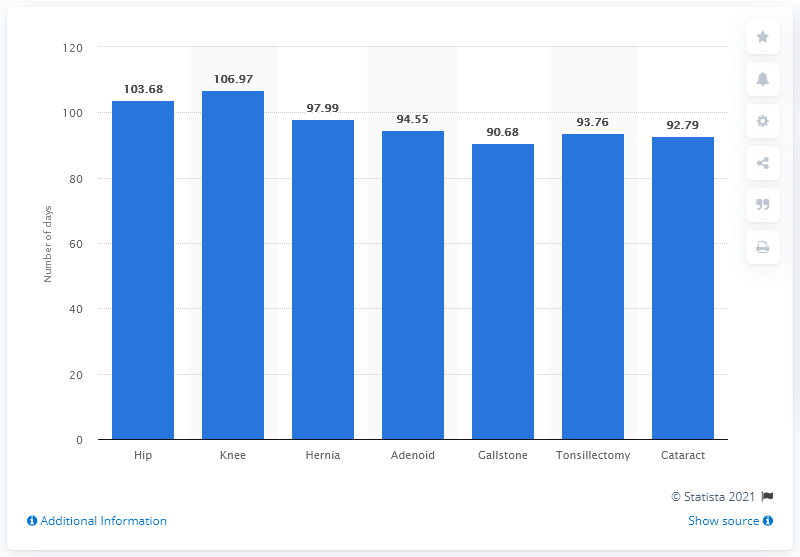 120
100
80
60
40
20
0
Number of days
103.68
106.97
97.99
94.55
90.68
93.76
92.79
Hip
Knee
Hernia
Adenoid
Gallstone
Tonsillectomy
Cataract
© Statista 2021
Additional Information
Show source